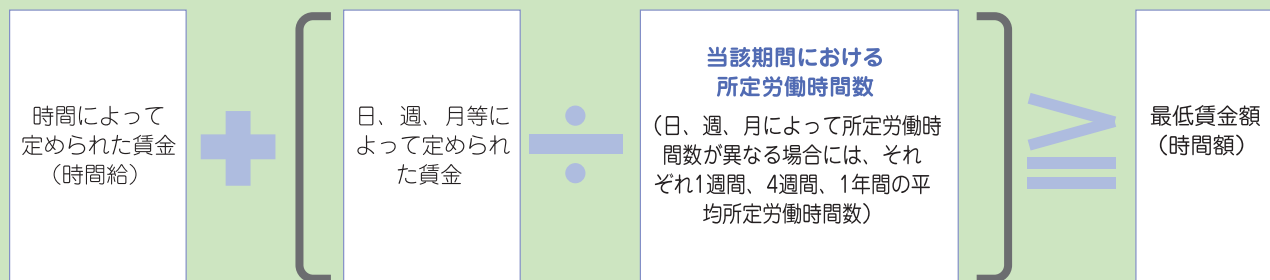 時間によって
定められた賃金
（時間給）
日、週、月等に
よって定められ
た賃金
当該期間における
所定労働時間数
（日、週、月によって所定労働時
間数が異なる場合には、それ
ぞれ1週間、4週間、1年間の平
均所定労働時間数）
最低賃金額
（時間額）